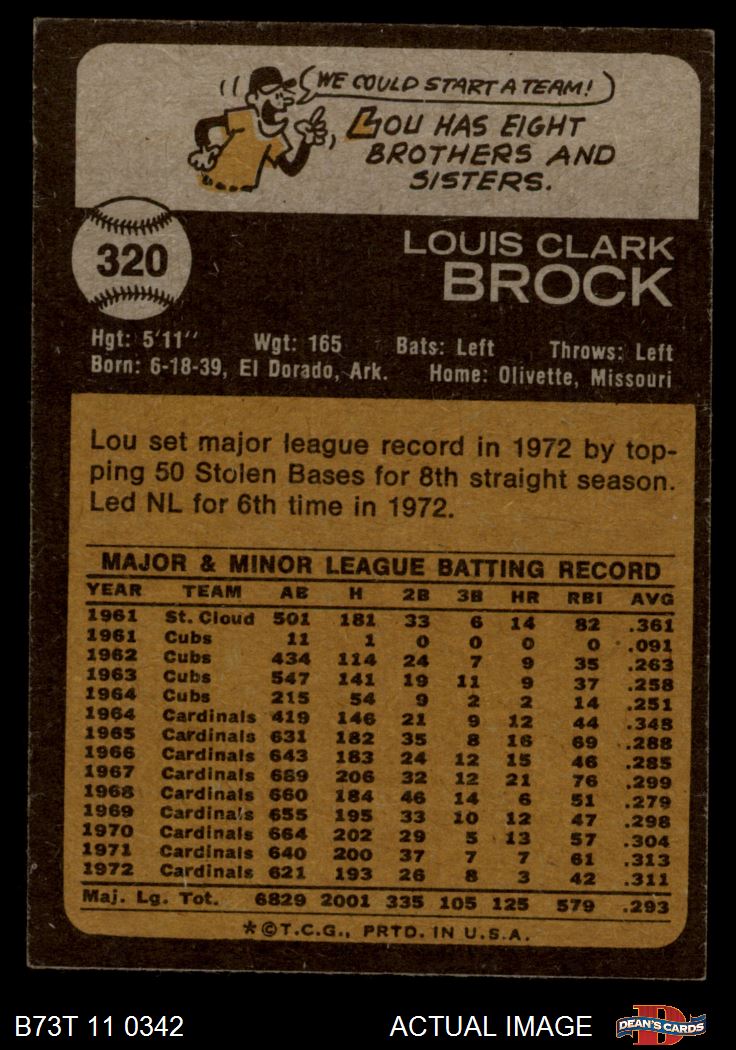 WE COULD START A TEAM!
LOU HAS EIGHT
BROTHERS AND
SISTERS.
320
LOUIS CLARK
BROCK
Hgt: 5'11'' Wgt: 165 Bats: Left Throws: Left
Born: 6-18-39, El Dorado, Ark. Home: Olivette, Missouri
Lou set major league record in 1972 by top-
ping 50 Stolen Bases for 8th straight season.
Led NL for 6th time in 1972.
MAJOR & MINOR LEAGUE BATTING RECORD
YEAR TEAM AB H 2B 3B HR RBI AVG
1961 St. Cloud 501 181 33 6 14 82 .361
1961 Cubs 11 1 0 0 0 0 .091
1962 Cubs 434 114 24 7 9 35 .263
1963 Cubs 547 141 19 11 9 37 .258
1964 Cubs 215 54 9 2 2 14 .251
1964 Cardinals 419 146 21 9 12 44 .348
1965 Cardinals 631 182 35 8 16 69 .288
1966 Cardinals 643 183 24 12 15 46 .285
1967 Cardinals 689 206 32 12 21 76 .299
1968 Cardinals 660 184 46 14 6 51 .279
1969 Cardinals 655 195 33 10 12 47 .298
1970 Cardinals 664 202 29 5 13 57 .304
1971 Cardinals 640 200 37 7 7 61 .313
1972 Cardinals 621 193 26 8 3 42 .311
Maj. Lg. Tot. 6829 2001 335 105 125 579 .293
*©T.C.G., PRTD. IN U.S.A.
B73T 11 0342 ACTUAL IMAGE D DEAN'S CARDS